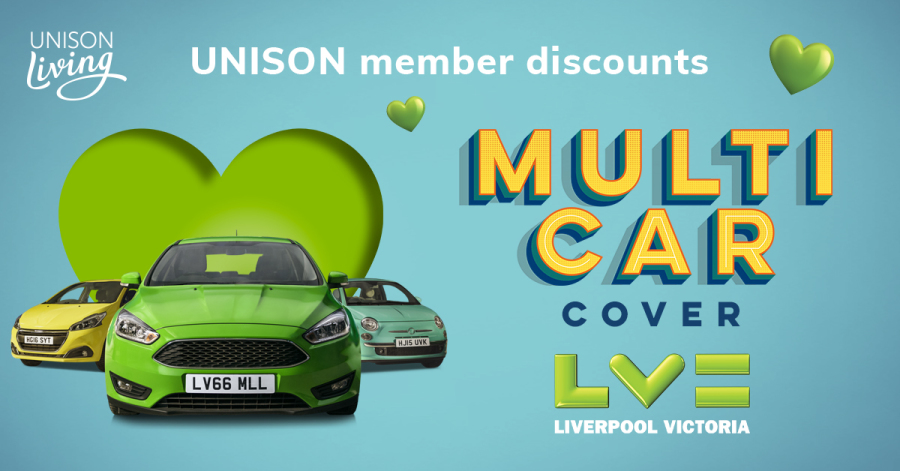 UNISON
Living
UNISON member discounts
MULTI
CAR
COVER
HG16 SYT
LV66 MLL
HJ15 UVK
LV=
LIVERPOOL VICTORIA